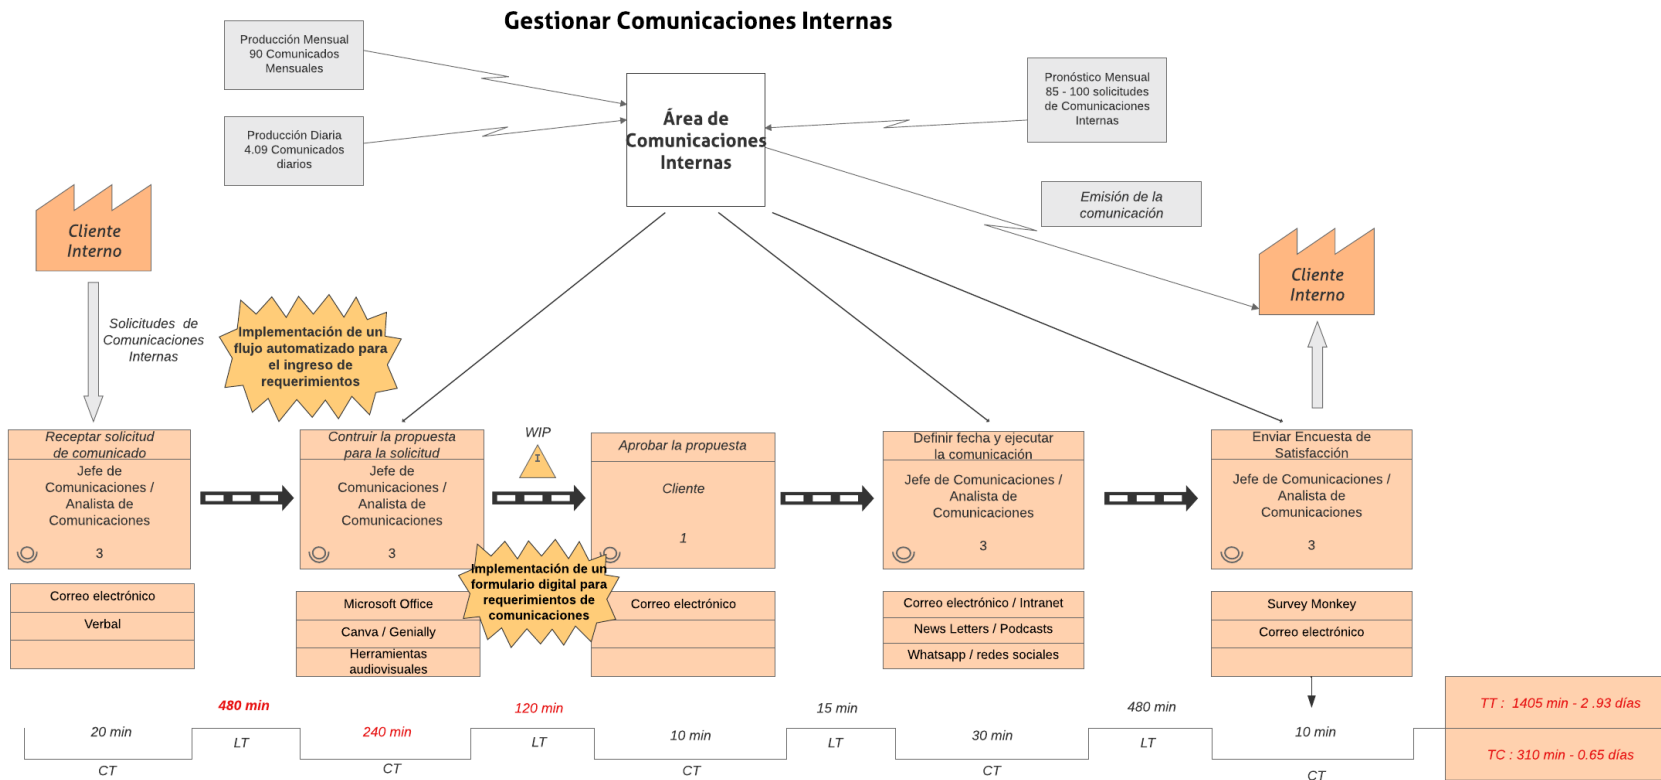 Gestionar Comunicaciones Internas
Producción Mensual
90 Comunicados
Mensuales
Producción Diaria
4.09 Comunicados
diarios
Área de
Comunicaciones
Internas
Pronóstico Mensual
85 - 100 solicitudes
de Comunicaciones
Internas
Emisión de la
comunicación
Cliente
Interno
Cliente
Interno
Solicitudes de
Comunicaciones
Internas
Implementación de un
flujo automatizado para
el ingreso de
requerimientos
Receptar solicitud
de comunicado
Jefe de
Comunicaciones /
Analista de
Comunicaciones
3
Contruir la propuesta
para la solicitud
Jefe de
Comunicaciones /
Analista de
Comunicaciones
3
WIP
I
Aprobar la propuesta
Cliente
1
Definir fecha y ejecutar
la comunicación
Jefe de Comunicaciones /
Analista de
Comunicaciones
3
Enviar Encuesta de
Satisfacción
Jefe de Comunicaciones /
Analista de
Comunicaciones
3
Implementación de un
formulario digital para
requerimientos de
comunicaciones
Correo electrónico
Verbal
Microsoft Office
Canva / Genially
Herramientas
audiovisuales
Correo electrónico
Correo electrónico / Intranet
News Letters / Podcasts
Whatsapp / redes sociales
Survey Monkey
Correo electrónico
20 min
CT
480 min
LT
240 min
CT
120 min
LT
10 min
CT
15 min
LT
30 min
CT
480 min
LT
10 min
CT
TT : 1405 min - 2 .93 días
TC : 310 min - 0.65 días